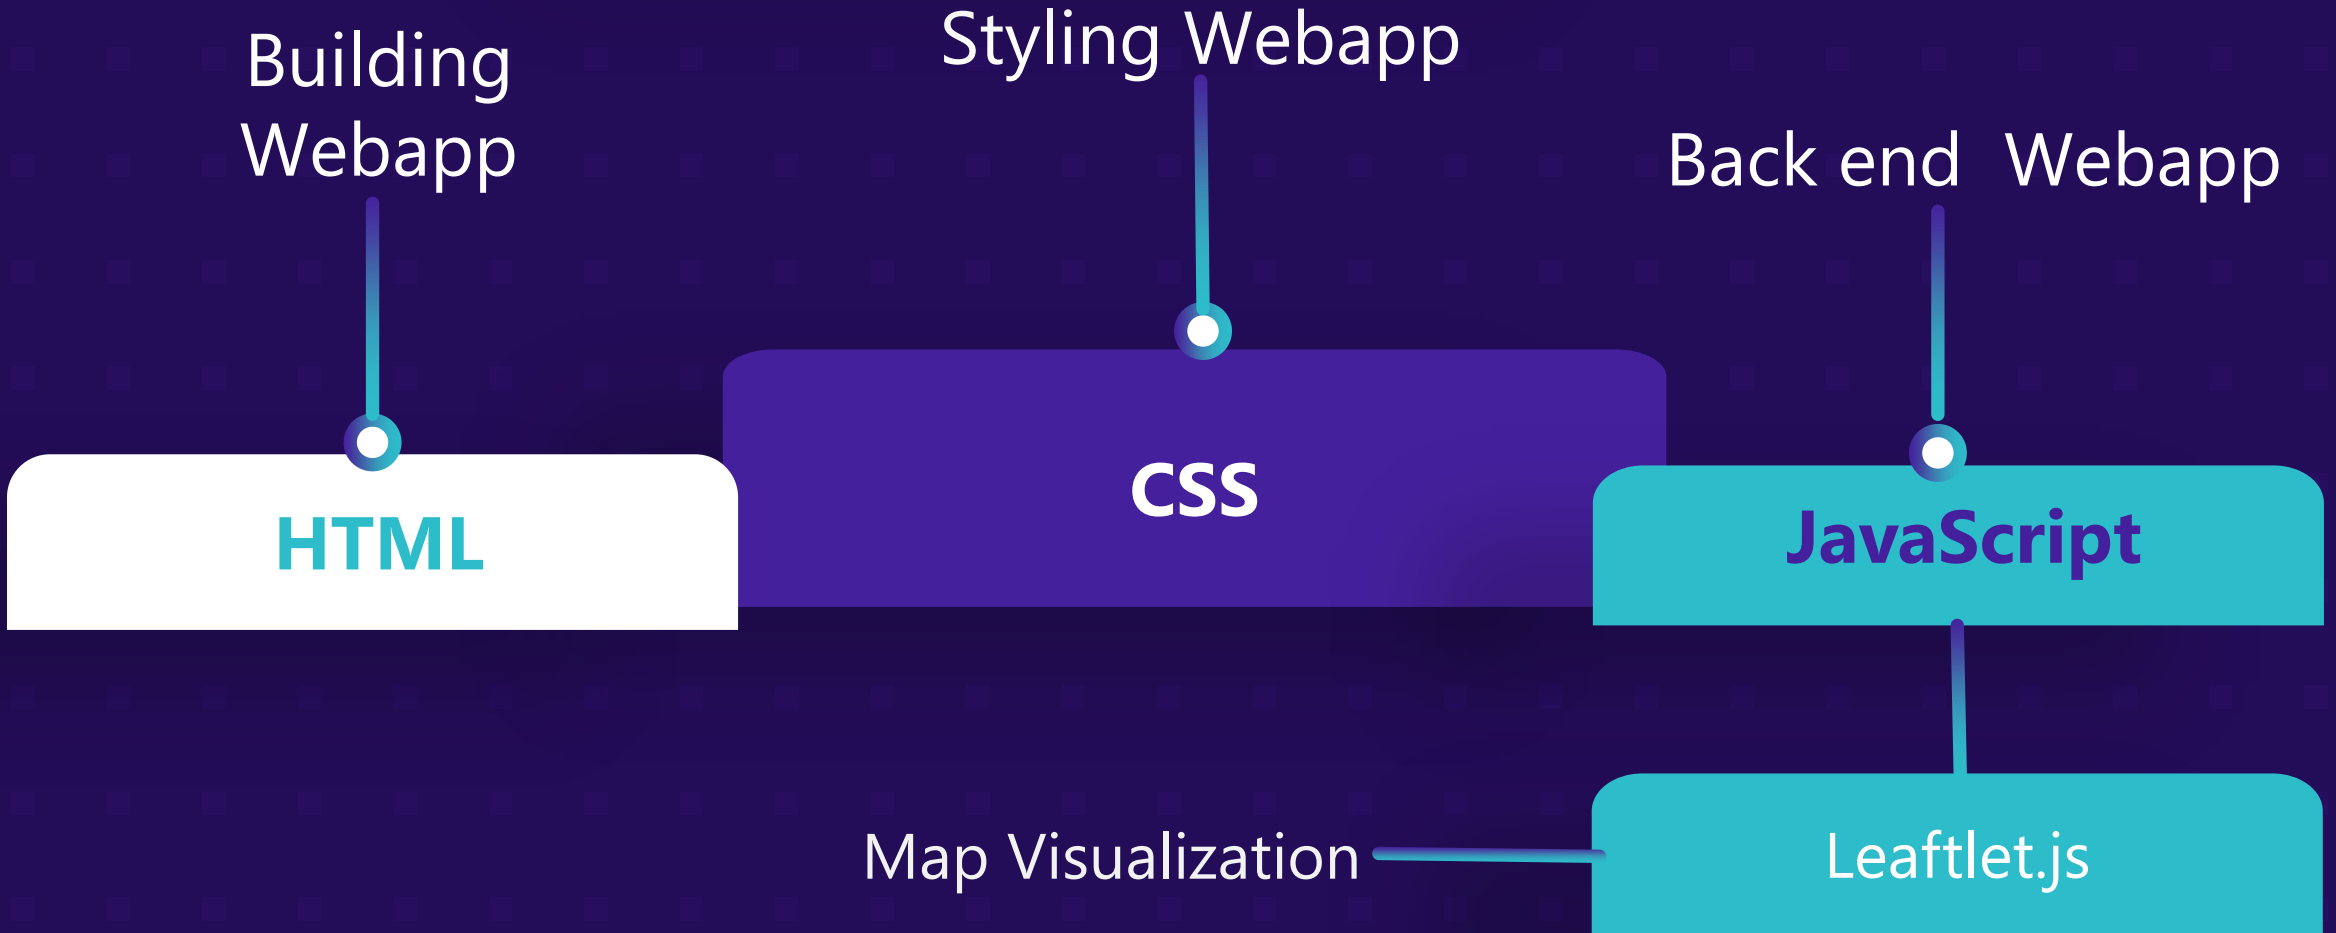 Building
Webapp
Styling Webapp
Back end  Webapp
HTML
CSS
JavaScript
Map Visualization
Leaftlet.js